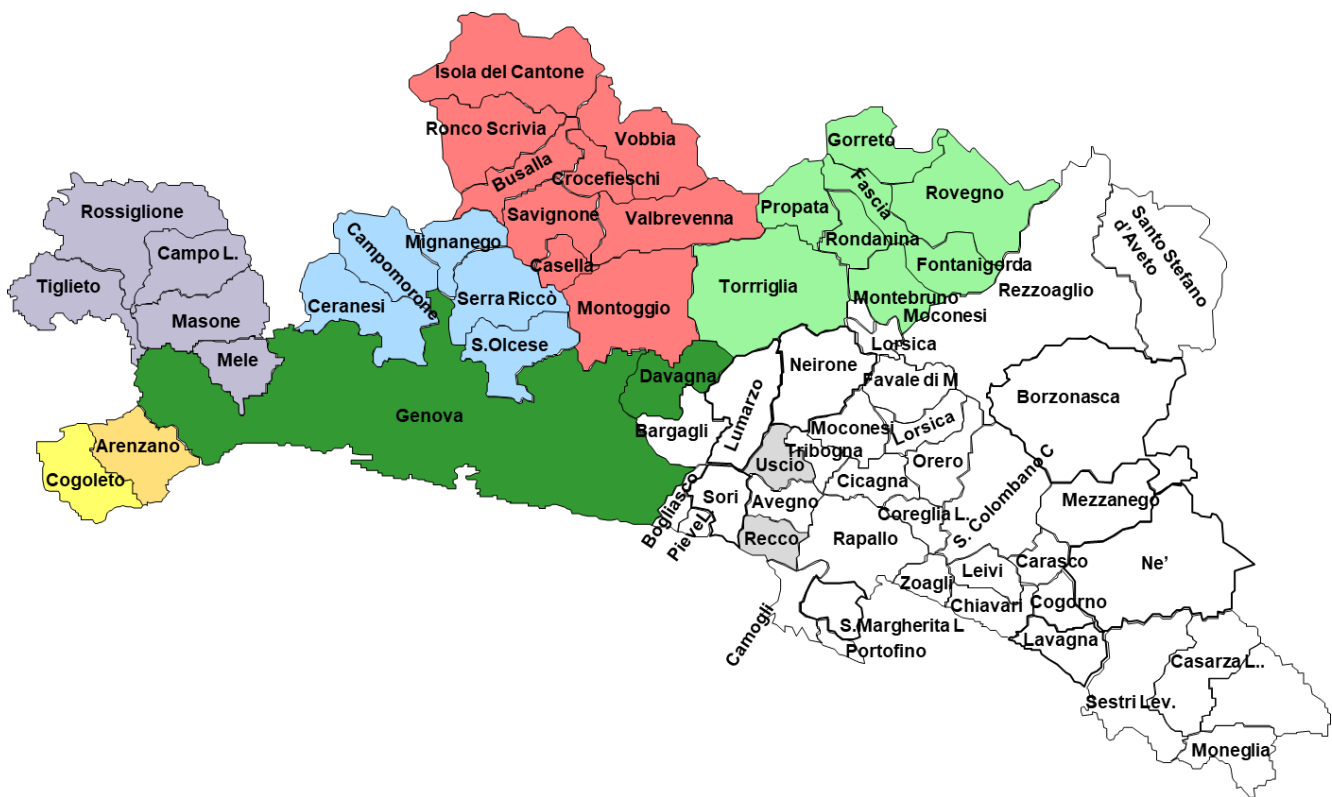 Isola del Cantone
Ronco Scrivia
Vobbia
Gorreto
Busalla
Crocefieschi
Fascia
Rovegno
Rossiglione
Savignone
Valbrevenna
Propata
Santo Stefano
d'Aveto
Campo L.
Campomorone
Mignanego
Rondanina
Casella
Fontanigorda
Tiglieto
Ceranesi
Serra Riccò
Torrriglia
Rezzoaglio
Masone
Montoggio
Montebruno
Moconesi
S.Olcese
Lorsica
Mele
Neirone
Davagna
Favale di M
Borzonasca
Genova
Lumarzo
Bargagli
Moconesi
Lorsica
Arenzano
Tribogna
Uscio
Orero
Cogoleto
Cicagna
S. Colombano C
Bogliasco
Sori
Avegno
Mezzanego
Pieve L
Coreglia L.
Recco
Rapallo
Carasco
Ne'
Leivi
Zoagli
Chiavari
Cogorno
Camogli
S.Margherita L
Lavagna
Portofino
Casarza L..
Sestri Lev.
Moneglia